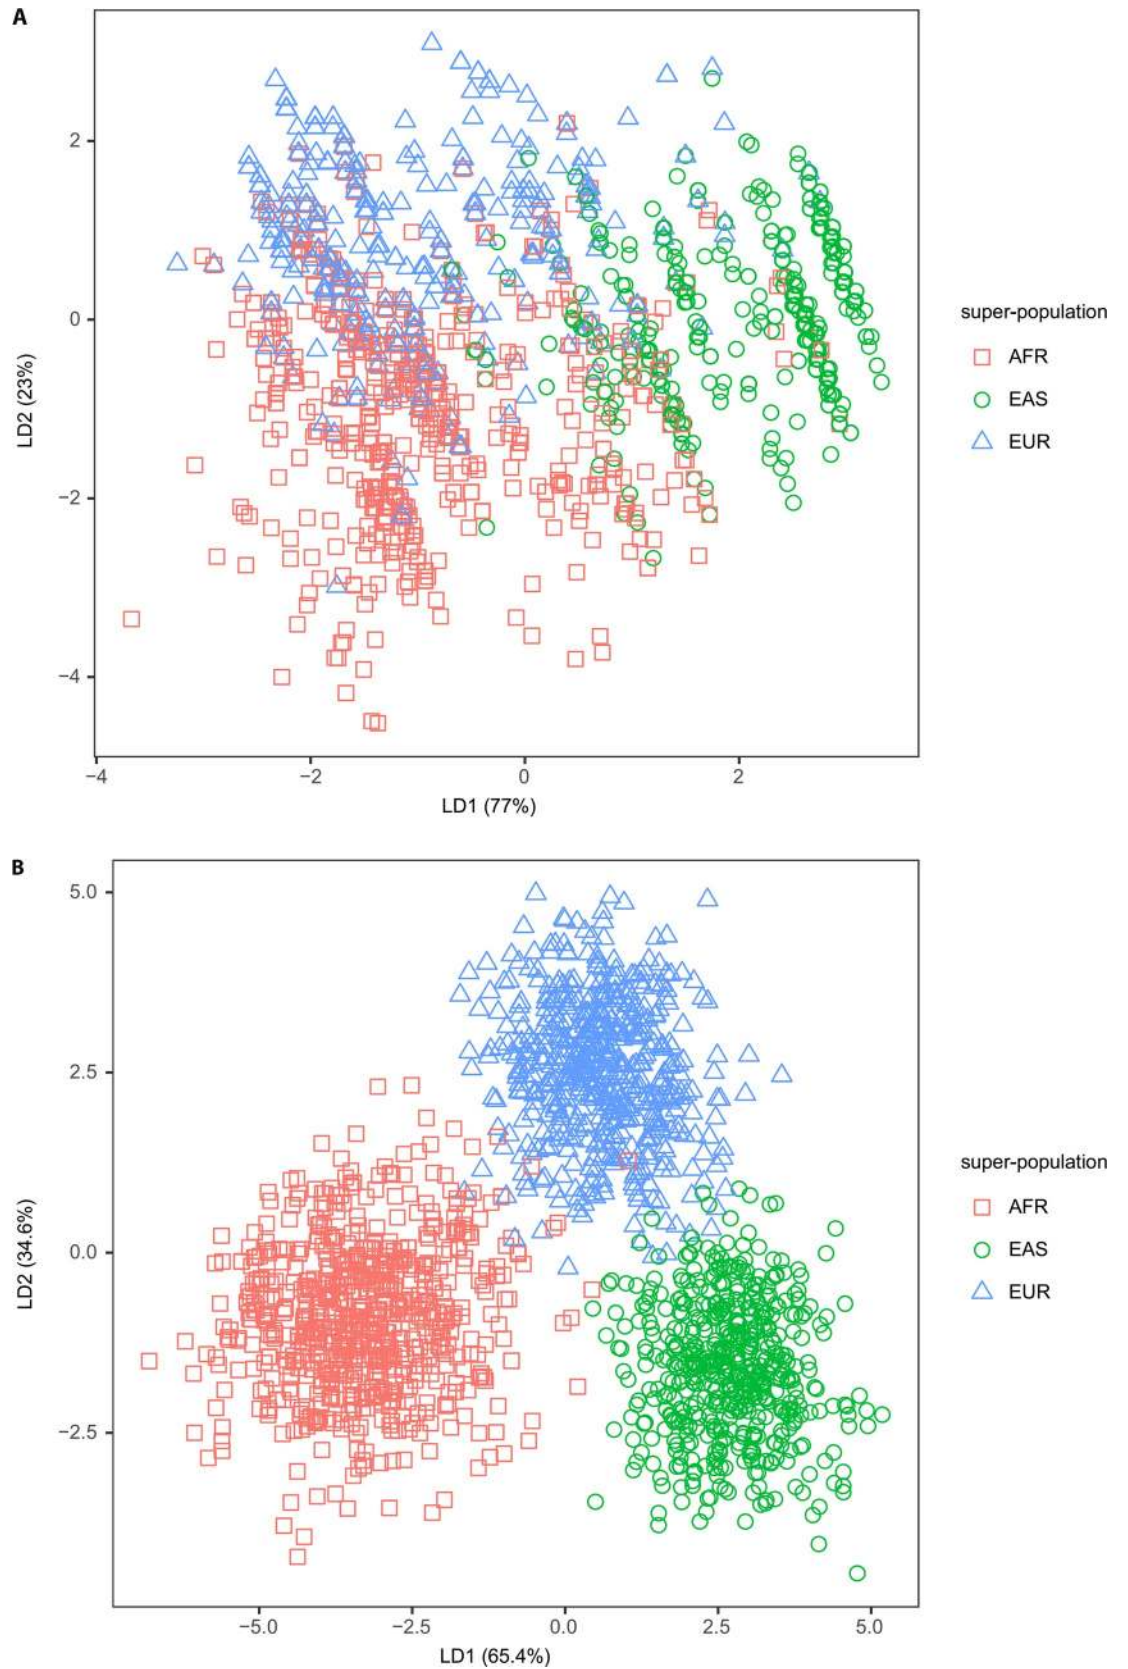 A
2
0
−2
−4
LD2 (23%)
−4
−2
0
2
LD1 (77%)
super-population
AFR
EAS
EUR
B
5.0
2.5
0.0
−2.5
LD2 (34.6%)
−5.0
−2.5
0.0
2.5
5.0
LD1 (65.4%)
super-population
AFR
EAS
EUR